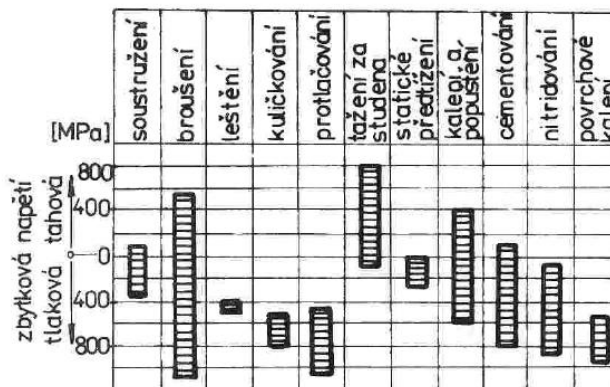 soustružení
broušení
leštění
kuličkování
protlačování
tažení za
studena
statické
předtížení
kalení a
popuštění
cementování
nitridování
povrchové
kalení
[MPa]
800
400
0
400
800
zbytková napětí
tlaková tahová